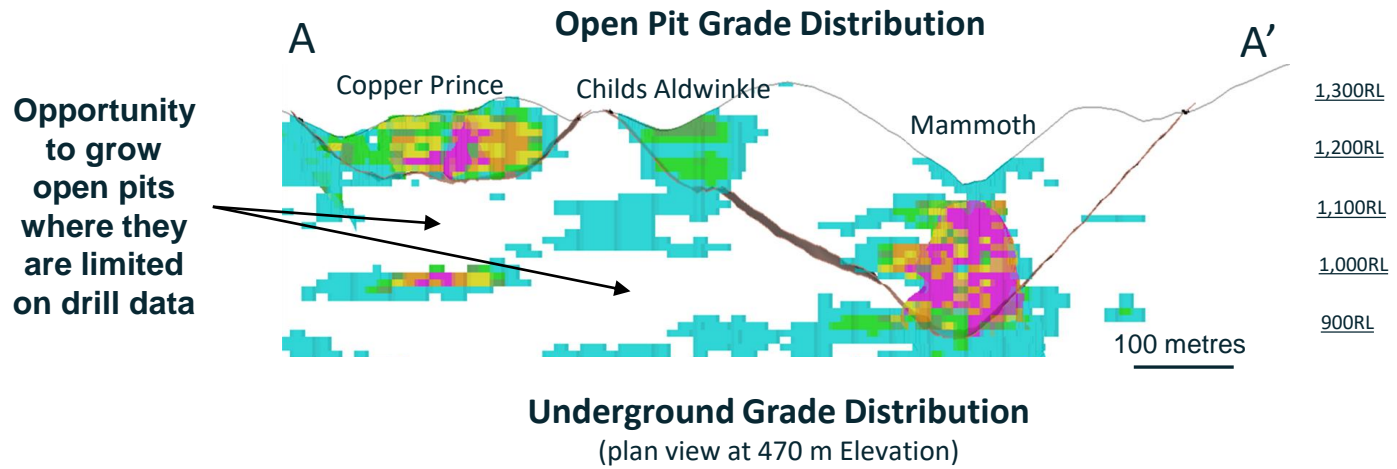 Open Pit Grade Distribution
A
A’
Copper Prince
Childs Aldwinkle
Mammoth
Opportunity
to grow
open pits
where they
are limited
on drill data
1,300RL
1,200RL
1,100RL
1,000RL
900RL
100 metres
Underground Grade Distribution
(plan view at 470 m Elevation)